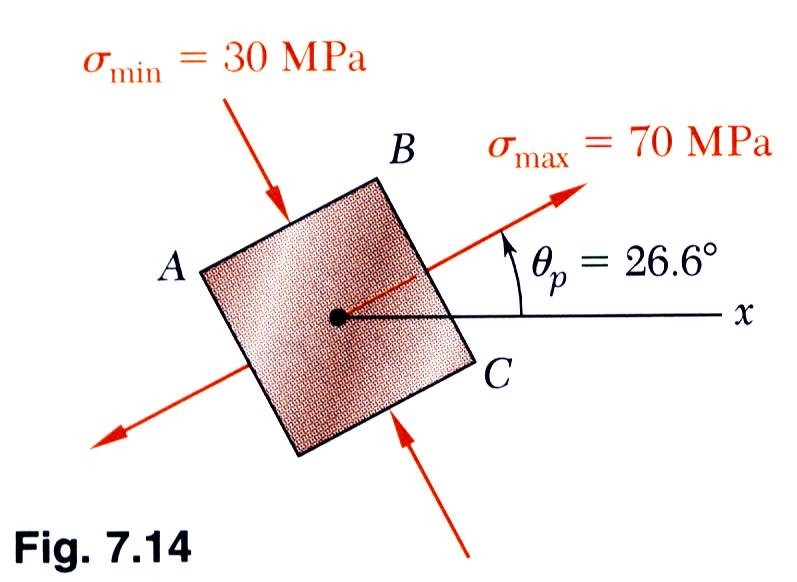 σmin = 30 MPa
B
σmax = 70 MPa
A
θp = 26.6°
x
C
Fig. 7.14